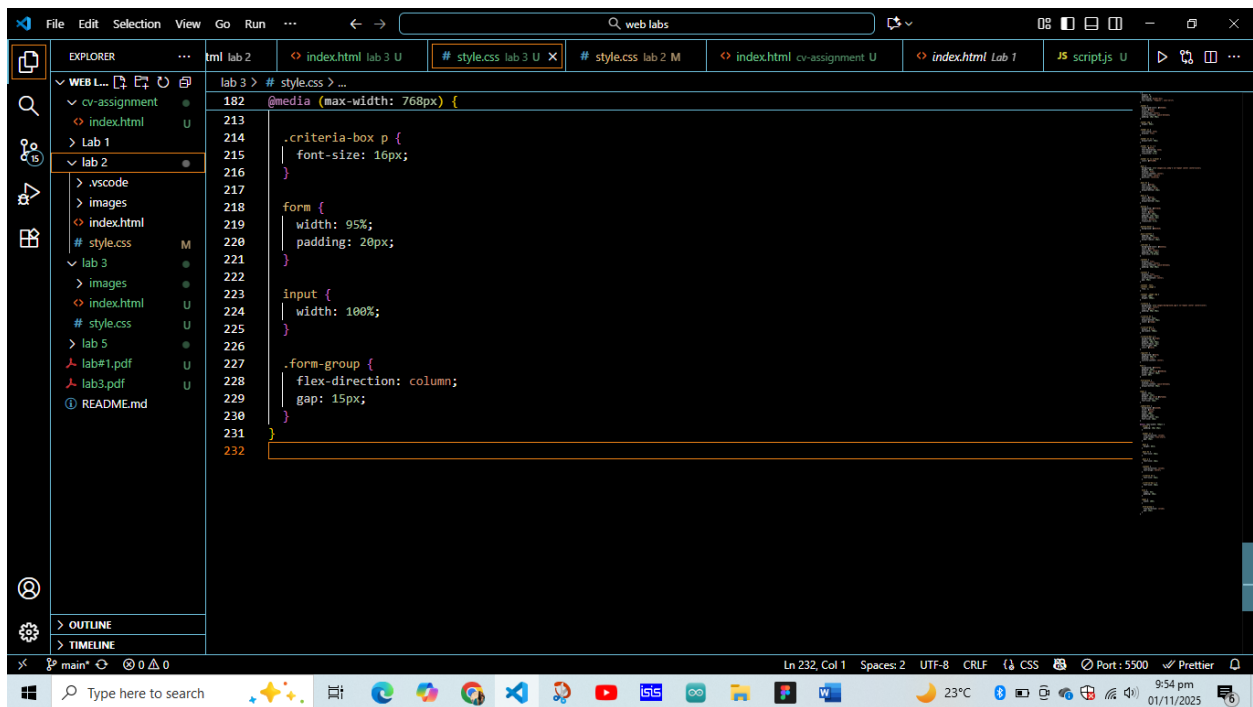 File Edit Selection View Go Run ··· web labs
EXPLORER ···
tml lab 2 index.html lab 3 U # style.css lab 3 U # style.css lab 2 M index.html cv-assignment U index.html Lab 1 JS script.js U ···
WEB L...
cv-assignment
index.html U
Lab 1
lab 2
.vscode
images
index.html
# style.css M
lab 3
images
index.html U
# style.css U
lab 5
lab#1.pdf U
lab3.pdf U
README.md
OUTLINE
TIMELINE
15
lab 3 > # style.css > ...
182 @media (max-width: 768px) {
213
214 .criteria-box p {
215 font-size: 16px;
216 }
217
218 form {
219 width: 95%;
220 padding: 20px;
221 }
222
223 input {
224 width: 100%;
225 }
226
227 .form-group {
228 flex-direction: column;
229 gap: 15px;
230 }
231 }
232
main* 0 0 Ln 232, Col 1 Spaces: 2 UTF-8 CRLF CSS Port : 5500 Prettier
Type here to search isis 23°C 9:54 pm
01/11/2025 6